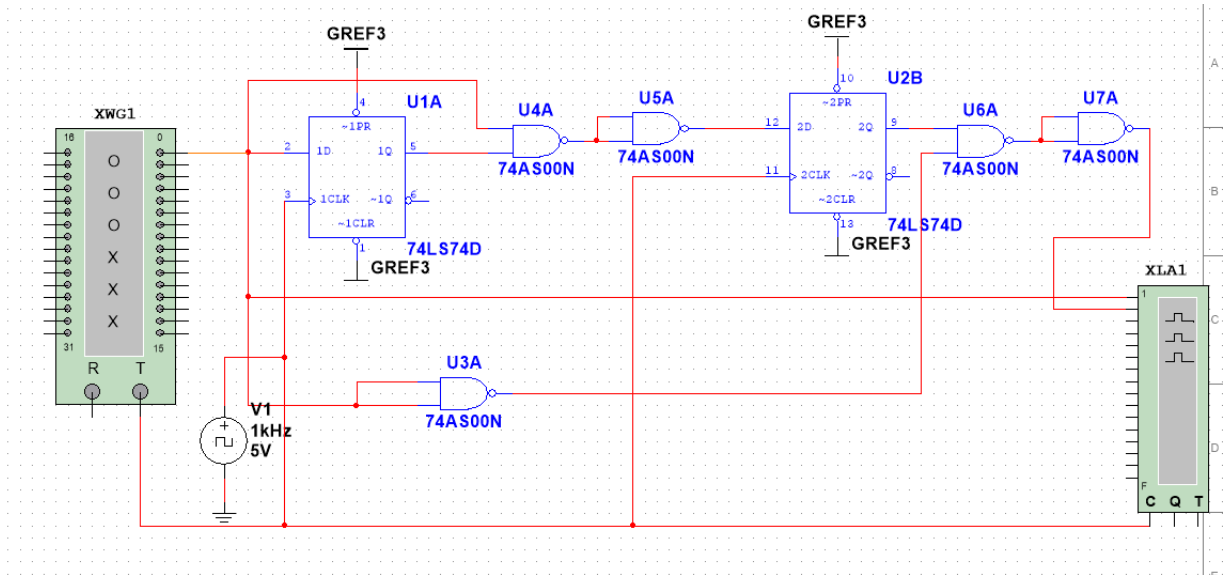 GREF3
GREF3
A
10
U2B
4
U1A
U4A
U5A
~2PR
U6A
U7A
XWG1
16
0
~1PR
2
1D
1Q
5
12
2D
2Q
9
74AS00N
74AS00N
74AS00N
74AS00N
O
O
O
X
X
X
3
1CLK
~1Q
6
11
2CLK
~2Q
8
B
~1CLR
~2CLR
1
74LS74D
13
74LS74D
GREF3
GREF3
XLA1
1
C
31
15
R
T
U3A
74AS00N
V1
1kHz
5V
D
F
C
Q
T